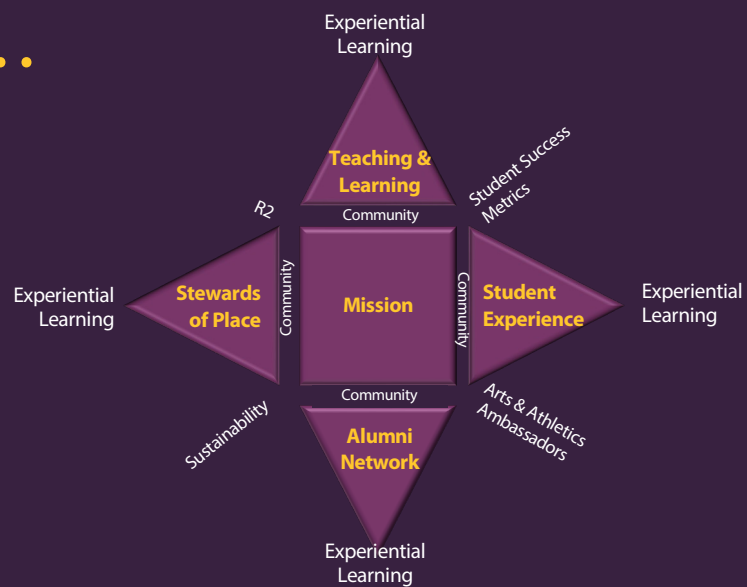 Experiential
Learning
Teaching &
Learning
Student Success
Metrics
R2
Community
Experiential
Learning
Stewards
of Place
Community
Mission
Community
Student
Experience
Experiential
Learning
Community
Sustainability
Arts & Athletics
Ambassadors
Alumni
Network
Experiential
Learning